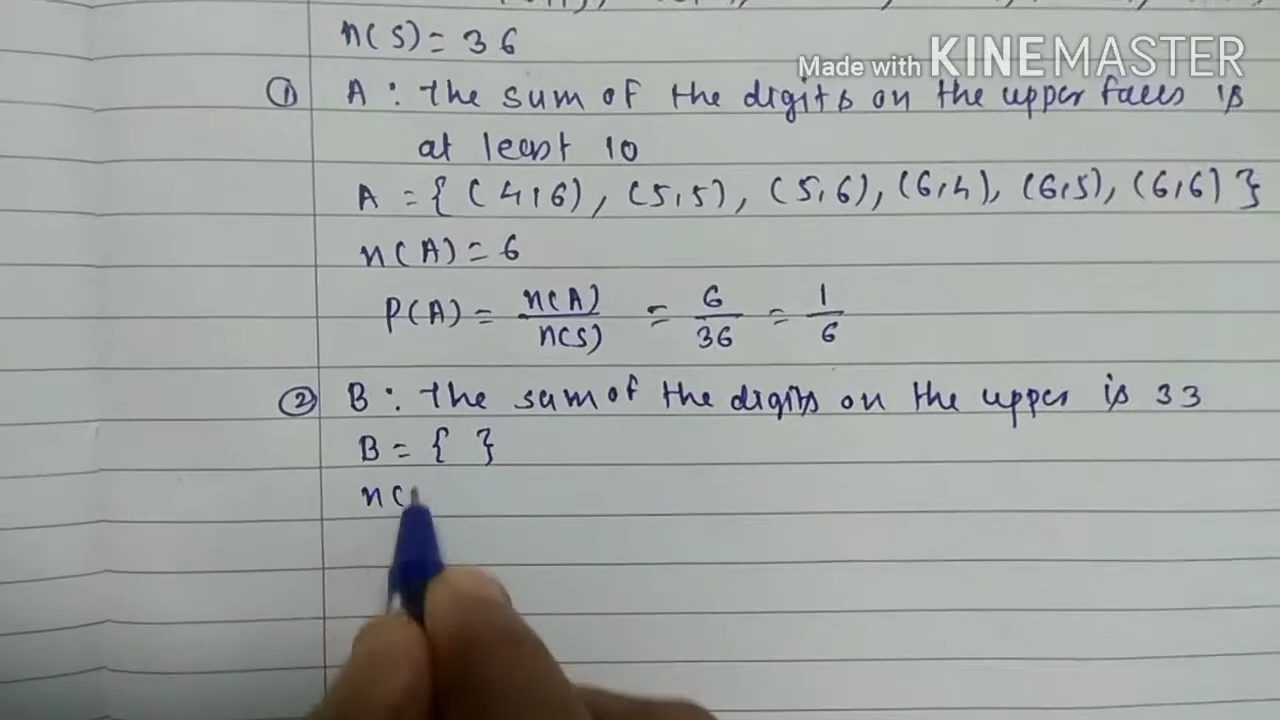 n(S) = 36
Made with KINEMASTER
① A : the sum of the digits on the upper faces is
at least 10
A = { (4,6), (5,5), (5,6), (6,4), (6,5), (6,6) }
n(A) = 6
P(A) = n(A)/n(S) = 6/36 = 1/6
② B : the sum of the digits on the upper is 33
B = { }
n(